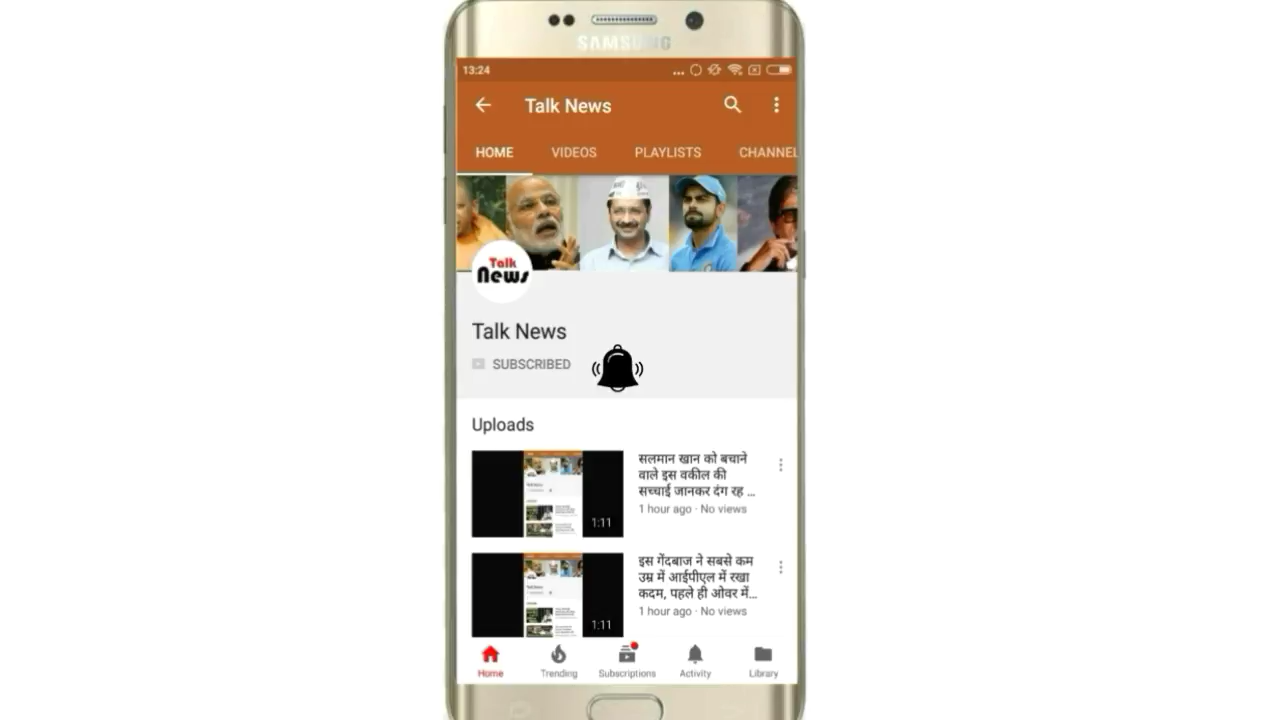 SAMSUNG
13:24
Talk News
HOME VIDEOS PLAYLISTS CHANNEL
Talk
News
Talk News
SUBSCRIBED
Uploads
सलमान खान को बचाने
वाले इस वकील की
सच्चाई जानकर दंग रह ...
1 hour ago · No views
1:11
इस गेंदबाज ने सबसे कम
उम्र में आईपीएल में रखा
कदम, पहले ही ओवर में...
1 hour ago · No views
1:11
Home Trending Subscriptions Activity Library